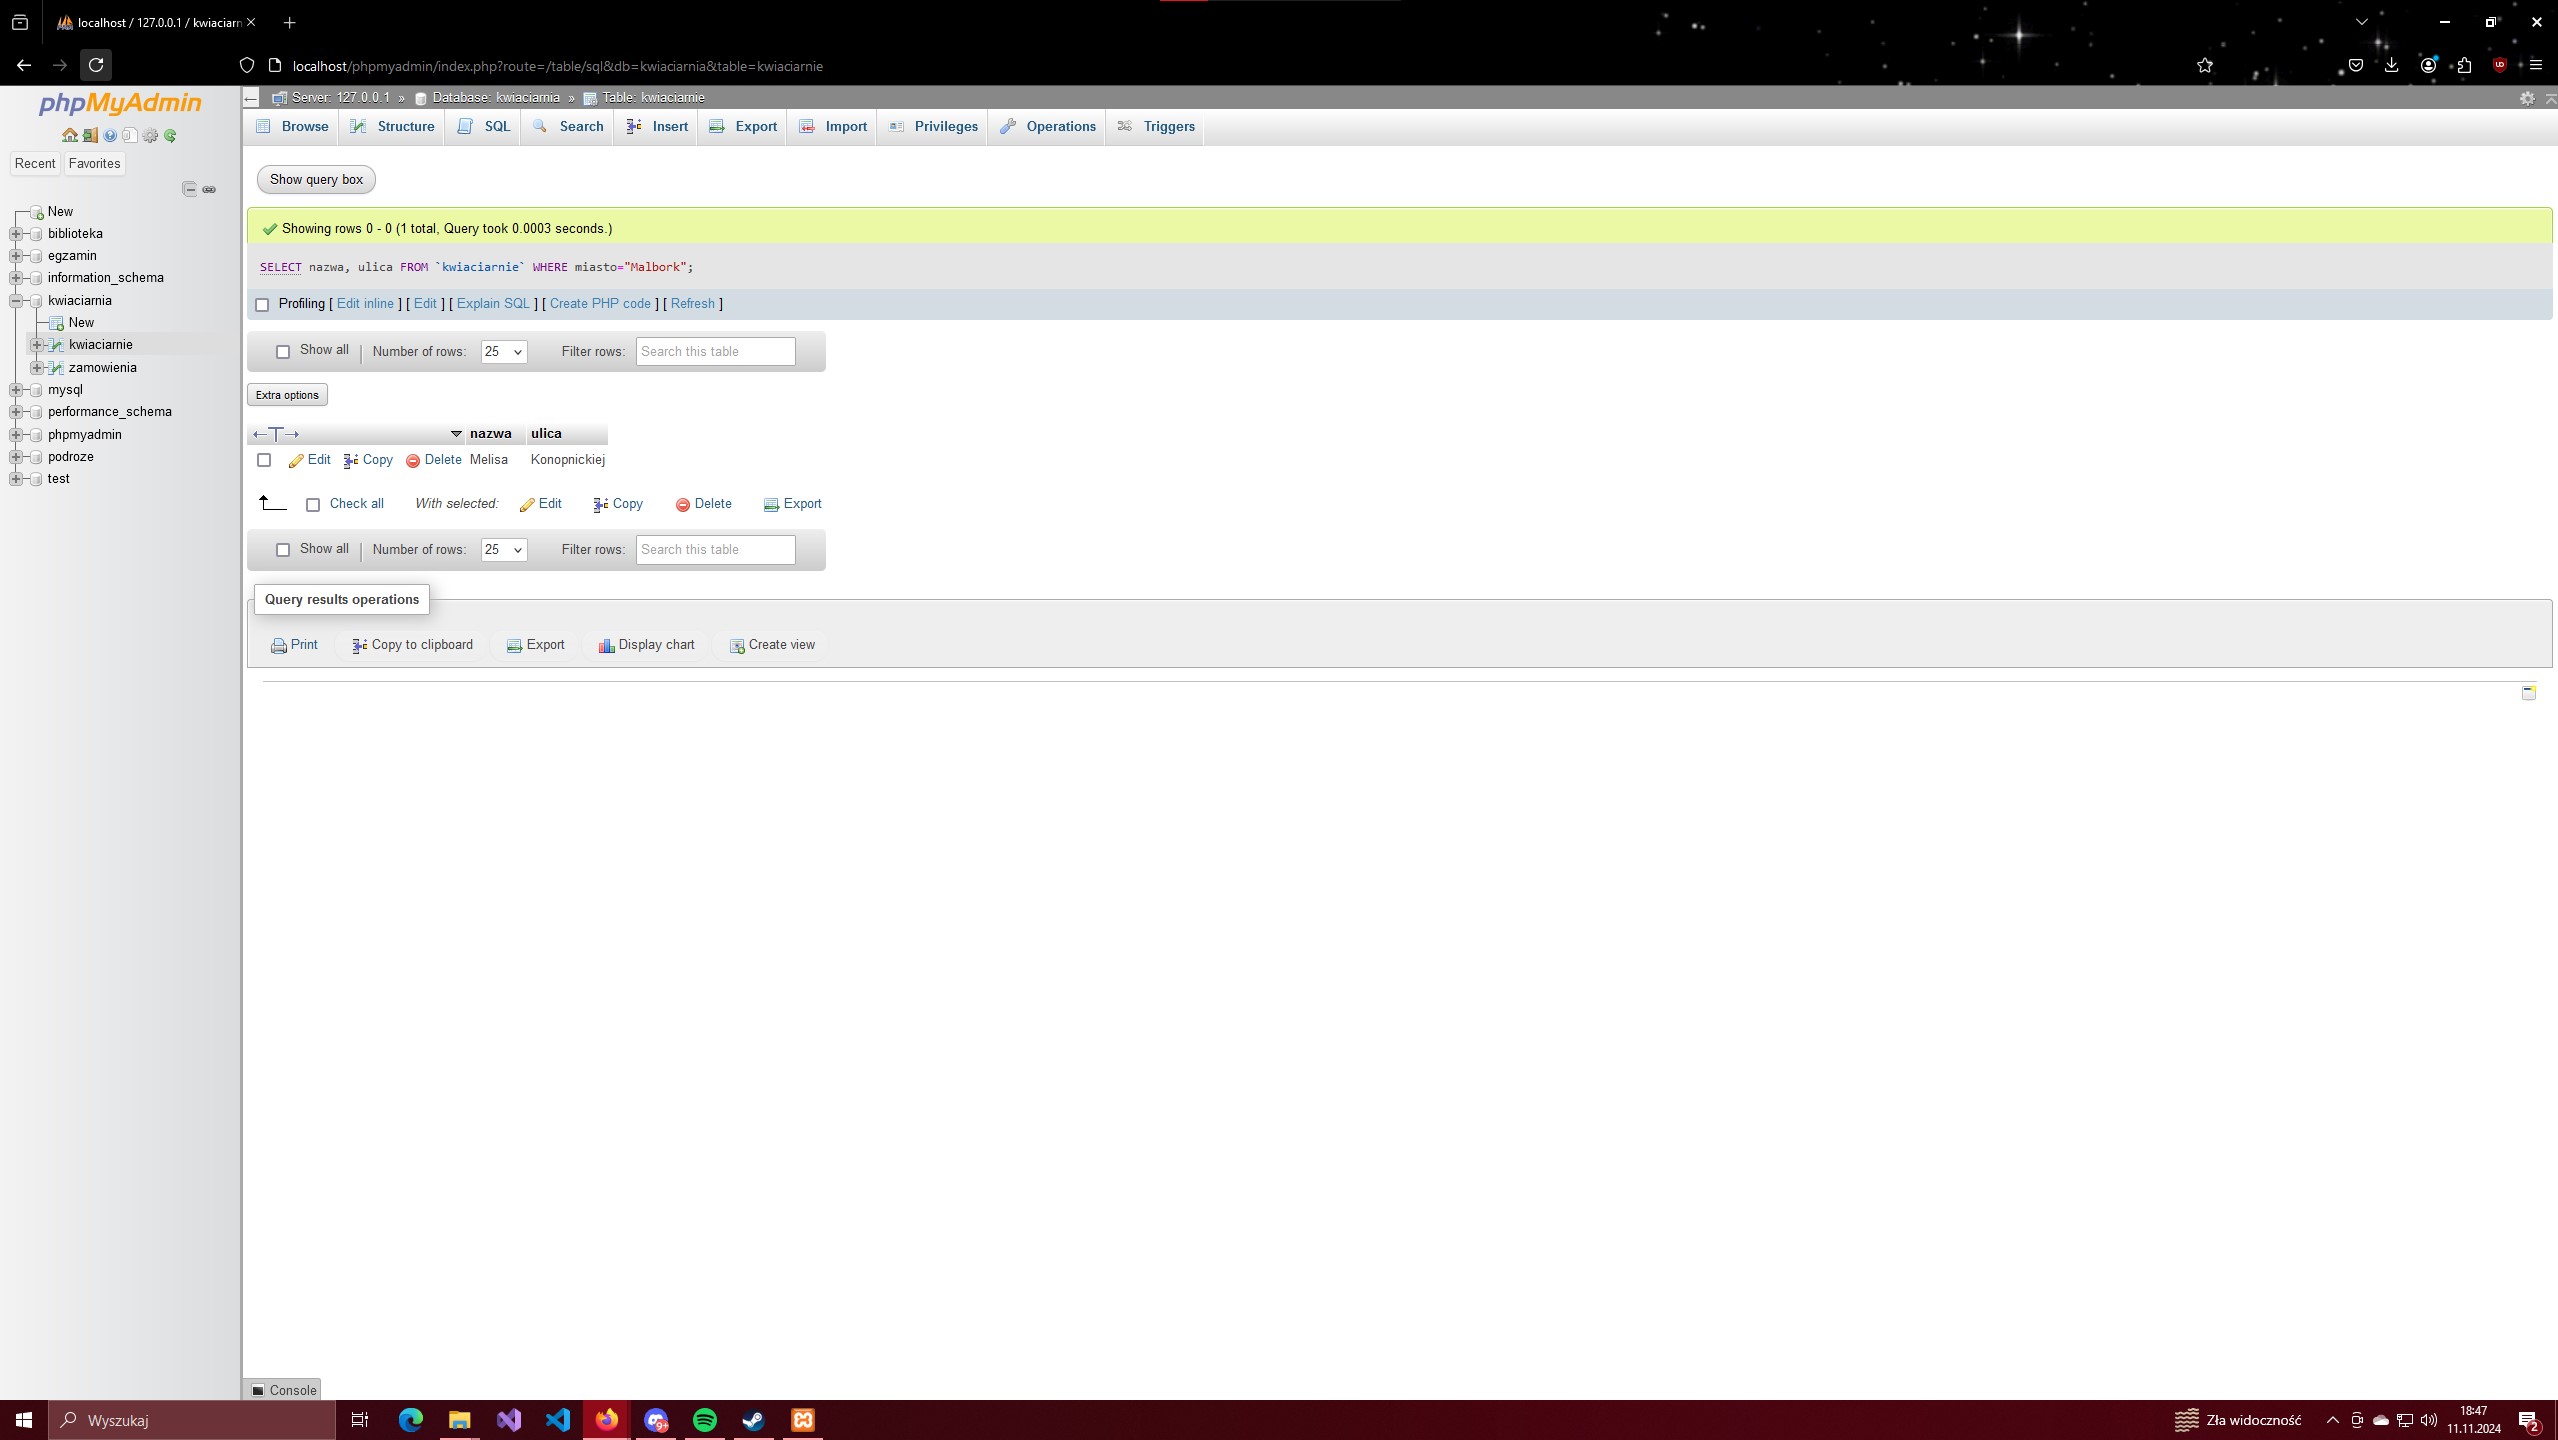 localhost / 127.0.0.1 / kwiaciarn
localhost/phpmyadmin/index.php?route=/table/sql&db=kwiaciarnia&table=kwiaciarnie
phpMyAdmin
Recent Favorites
New
biblioteka
egzamin
information_schema
kwiaciarnia
New
kwiaciarnie
zamowienia
mysql
performance_schema
phpmyadmin
podroze
test
Server: 127.0.0.1 » Database: kwiaciarnia » Table: kwiaciarnie
Browse Structure SQL Search Insert Export Import Privileges Operations Triggers
Show query box
Showing rows 0 - 0 (1 total, Query took 0.0003 seconds.)
SELECT nazwa, ulica FROM `kwiaciarnie` WHERE miasto="Malbork";
Profiling [ Edit inline ] [ Edit ] [ Explain SQL ] [ Create PHP code ] [ Refresh ]
Show all | Number of rows: 25 Filter rows: Search this table
Extra options
←T→ nazwa ulica
Edit Copy Delete Melisa Konopnickiej
Check all With selected: Edit Copy Delete Export
Show all | Number of rows: 25 Filter rows: Search this table
Query results operations
Print Copy to clipboard Export Display chart Create view
Console
Wyszukaj
9+
Zła widoczność
18:47
11.11.2024
2